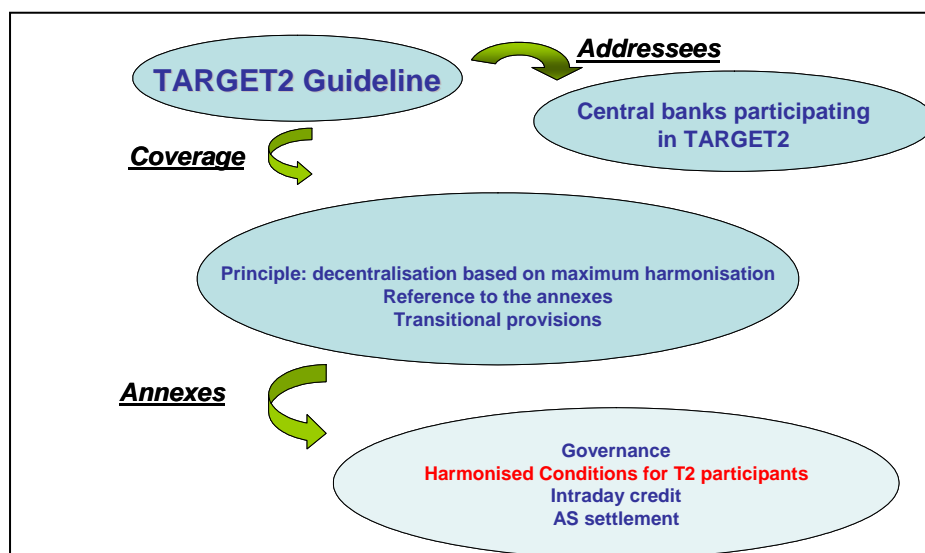 TARGET2 Guideline
Addressees
Central banks participating
in TARGET2
Coverage
Principle: decentralisation based on maximum harmonisation
Reference to the annexes
Transitional provisions
Annexes
Governance
Harmonised Conditions for T2 participants
Intraday credit
AS settlement